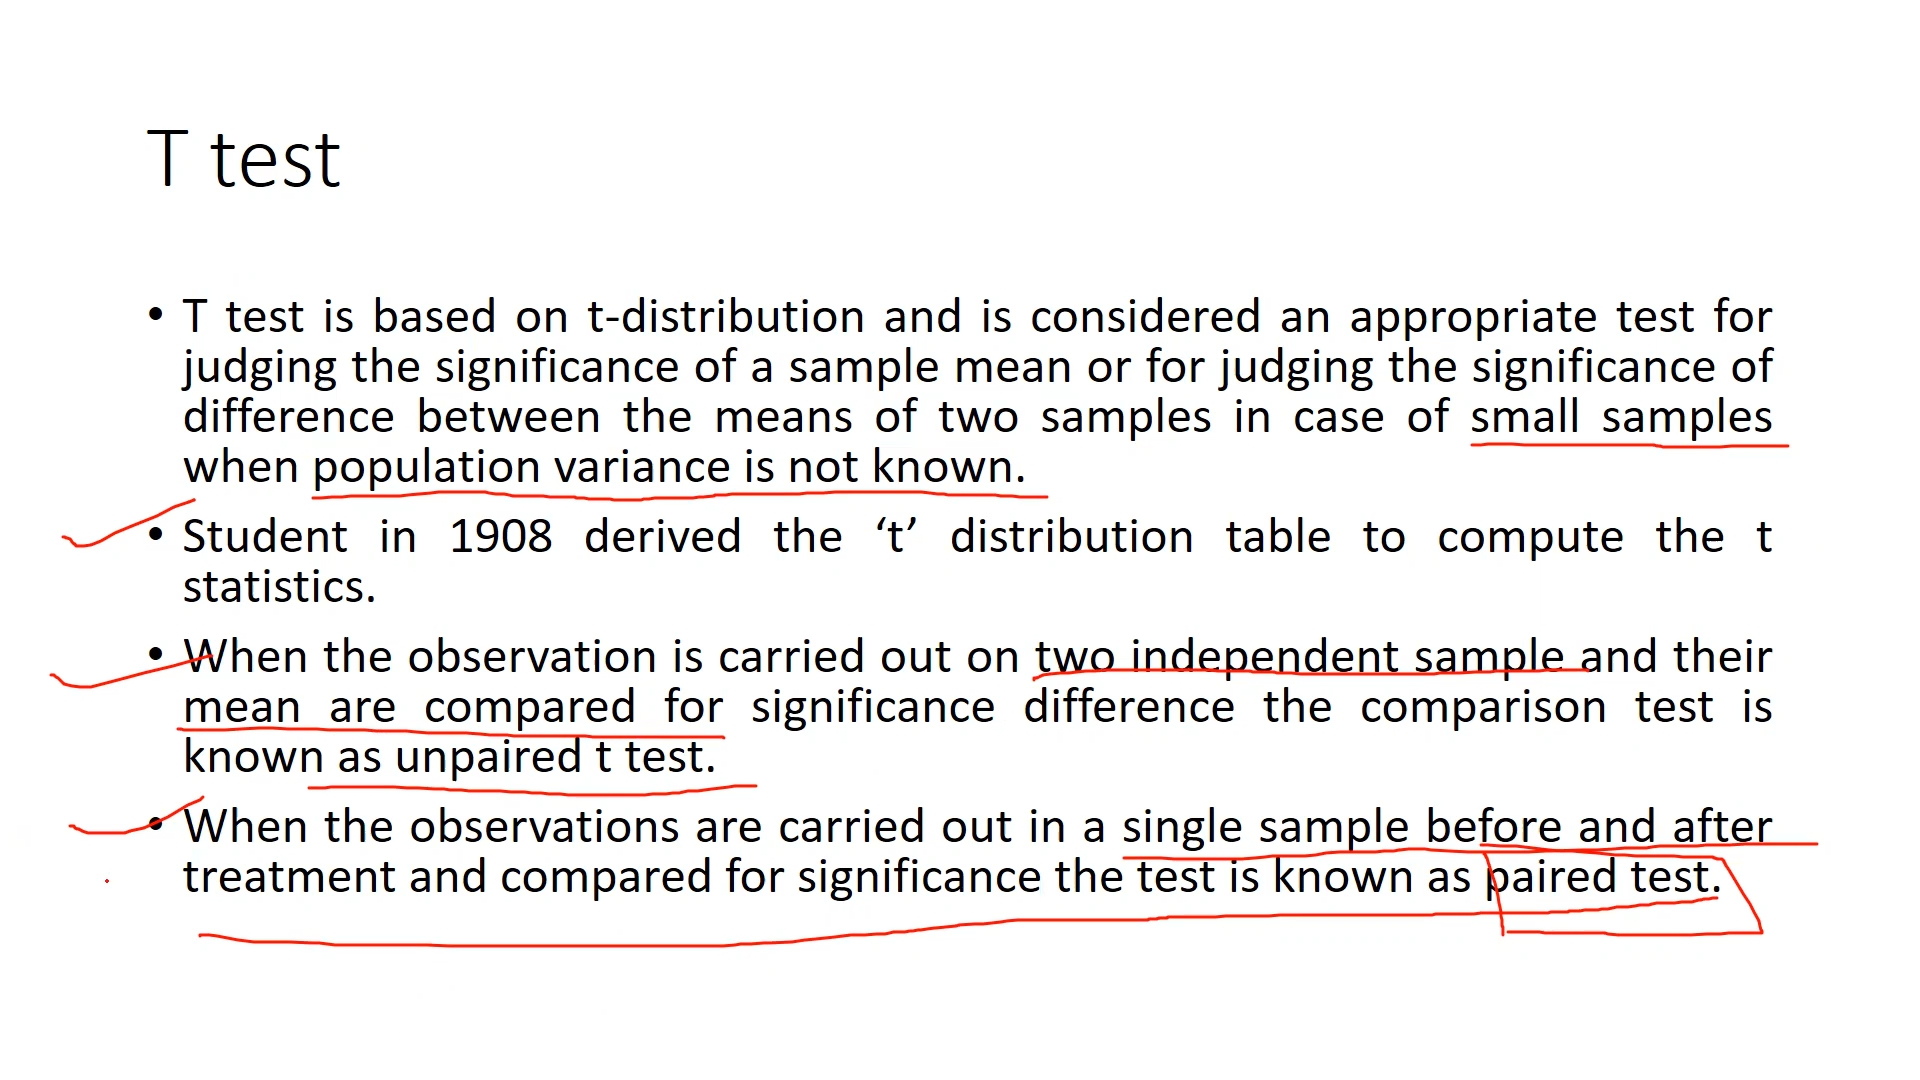 T test
• T test is based on t-distribution and is considered an appropriate test for
judging the significance of a sample mean or for judging the significance of
difference between the means of two samples in case of small samples
when population variance is not known.
• Student in 1908 derived the ‘t’ distribution table to compute the t
statistics.
• When the observation is carried out on two independent sample and their
mean are compared for significance difference the comparison test is
known as unpaired t test.
• When the observations are carried out in a single sample before and after
treatment and compared for significance the test is known as paired test.